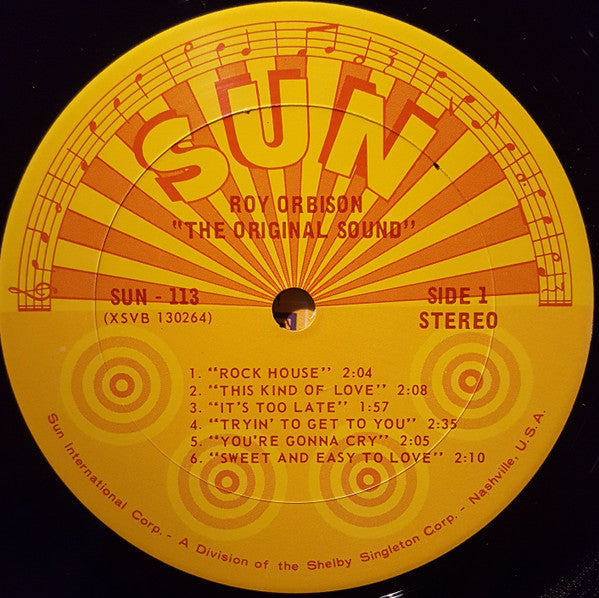 SUN
ROY ORBISON
"THE ORIGINAL SOUND"
SUN - 113
(XSVB 130264)
SIDE 1
STEREO
1. "ROCK HOUSE" 2:04
2. "THIS KIND OF LOVE" 2:08
3. "IT'S TOO LATE" 1:57
4. "TRYIN' TO GET TO YOU" 2:35
5. "YOU'RE GONNA CRY" 2:05
6. "SWEET AND EASY TO LOVE" 2:10
Sun International Corp. - A Division of the Shelby Singleton Corp. - Nashville, U.S.A.